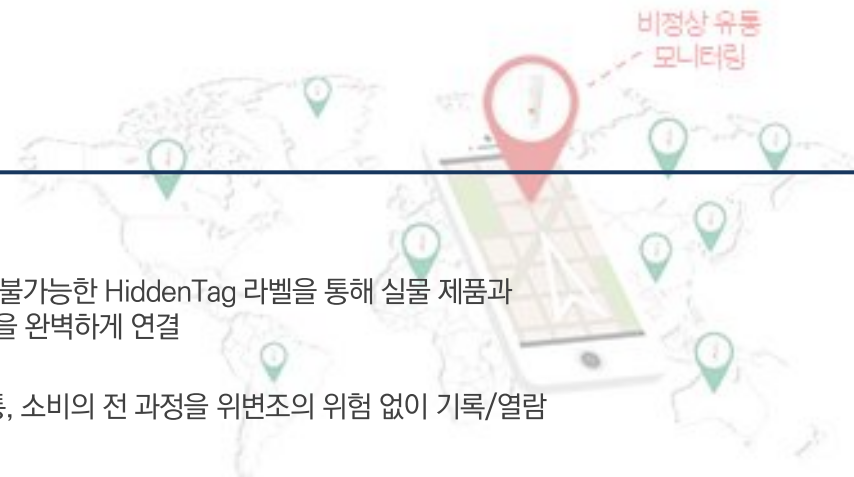 비정상 유통
모니터링
불가능한 HiddenTag 라벨을 통해 실물 제품과
을 완벽하게 연결
, 소비의 전 과정을 위변조의 위험 없이 기록/열람